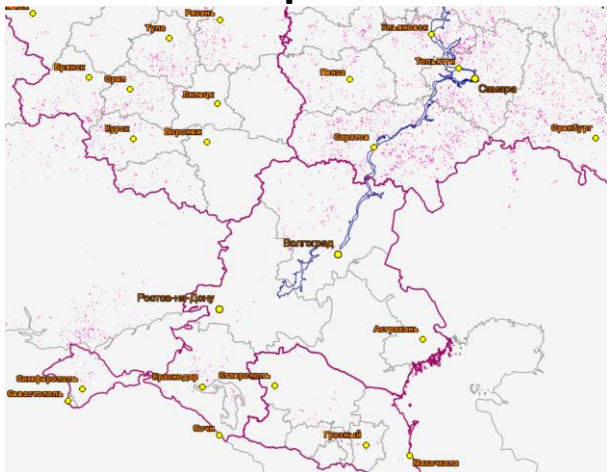 Рязань
Тула
Ульяновск
Брянск
Орел
Пенза
Тольятти
Самара
Липецк
Курск
Воронеж
Саратов
Оренбург
Волгоград
Ростов-на-Дону
Астрахань
Симферополь
Краснодар
Ставрополь
Севастополь
Сочи
Грозный
Махачкала